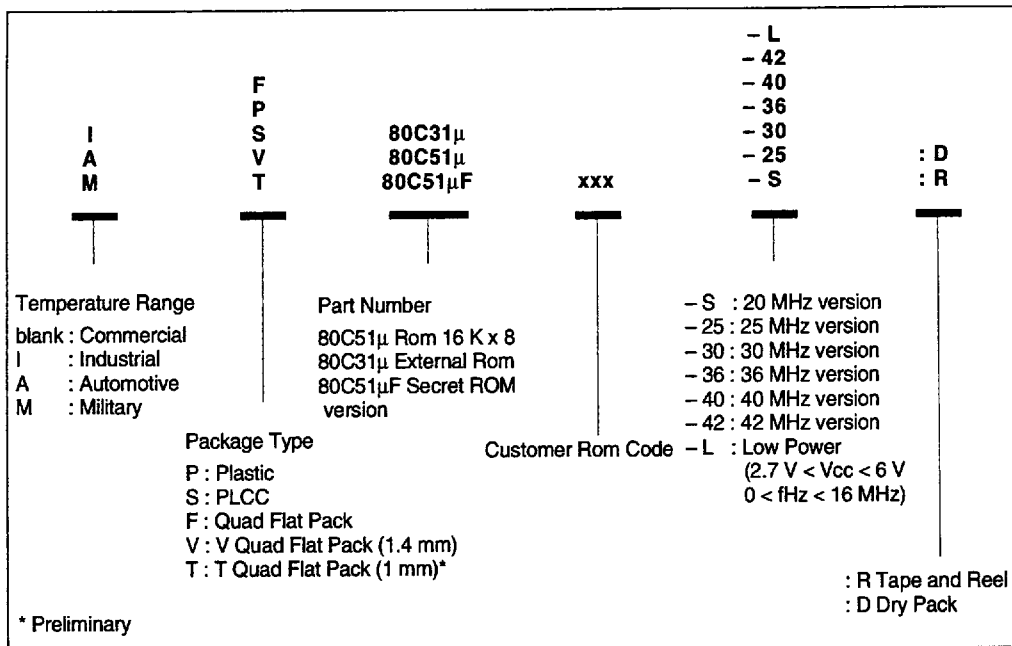 – L
– 42
– 40
– 36
– 30
– 25
– S
F
P
S
V
T
I
A
M
80C31µ
80C51µ
80C51µF
xxx
: D
: R
Temperature Range
blank : Commercial
I : Industrial
A : Automotive
M : Military
Package Type
P : Plastic
S : PLCC
F : Quad Flat Pack
V : V Quad Flat Pack (1.4 mm)
T : T Quad Flat Pack (1 mm)*
Part Number
80C51µ Rom 16 K x 8
80C31µ External Rom
80C51µF Secret ROM
version
Customer Rom Code
– S : 20 MHz version
– 25 : 25 MHz version
– 30 : 30 MHz version
– 36 : 36 MHz version
– 40 : 40 MHz version
– 42 : 42 MHz version
– L : Low Power
(2.7 V < Vcc < 6 V
0 < fHz < 16 MHz)
: R Tape and Reel
: D Dry Pack
* Preliminary